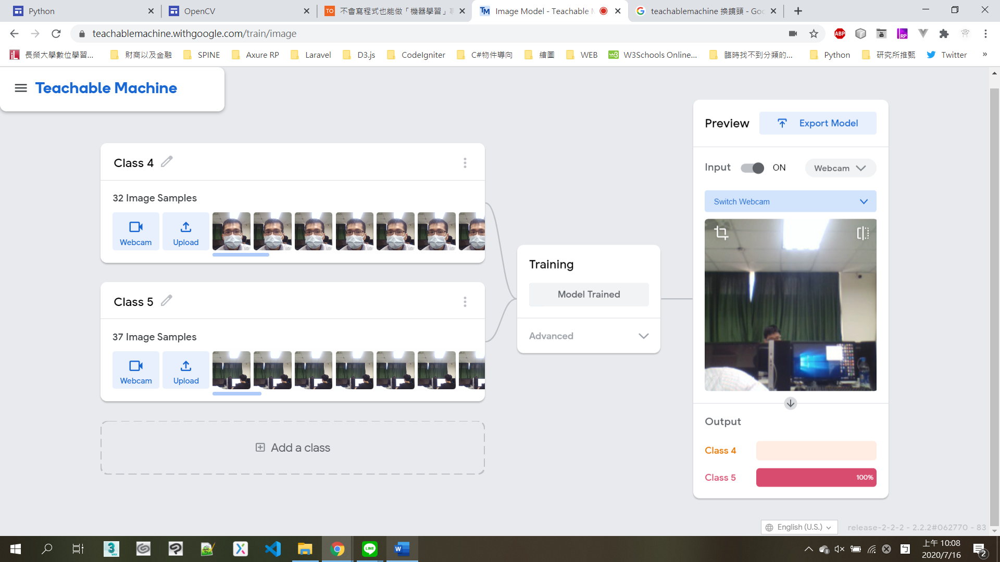 Python
OpenCV
不會寫程式也能做「機器學習」
Image Model - Teachable
teachablemachine 換鏡頭 - Goo
teachablemachine.withgoogle.com/train/image
ABP
RP
長榮大學數位學習...
財商以及金融
SPINE
Axure RP
Laravel
D3.js
CodeIgniter
C#物件導向
繪圖
WEB
W3Schools Online...
臨時找不到分類的...
Python
研究所推甄
Twitter
»
Teachable Machine
Class 4
32 Image Samples
Webcam
Upload
Class 5
37 Image Samples
Webcam
Upload
Add a class
Training
Model Trained
Advanced
Preview
Export Model
Input
ON
Webcam
Switch Webcam
Output
Class 4
Class 5
100%
English (U.S.)
release-2-2-2 - 2.2.2#062770 - 83
LINE
上午 10:08
2020/7/16
2